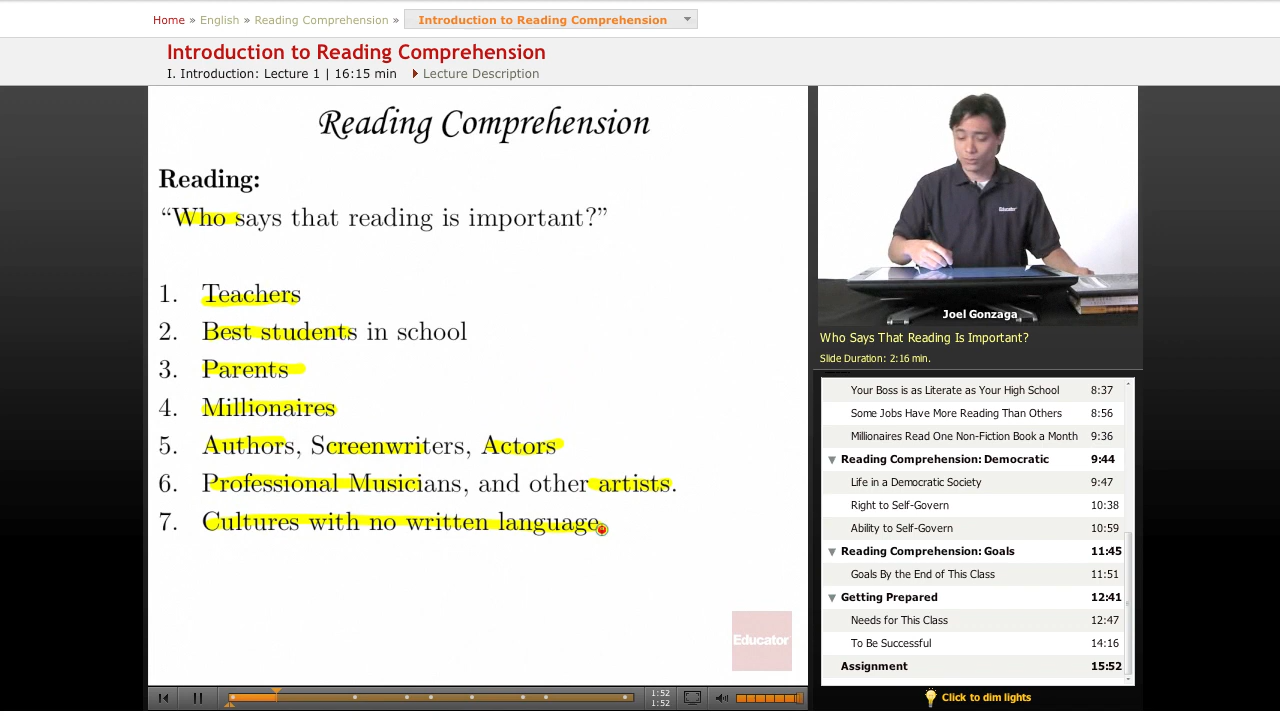 Home » English » Reading Comprehension » Introduction to Reading Comprehension
Introduction to Reading Comprehension
I. Introduction: Lecture 1 | 16:15 min Lecture Description
Reading Comprehension
Reading:
“Who says that reading is important?”
1. Teachers
2. Best students in school
3. Parents
4. Millionaires
5. Authors, Screenwriters, Actors
6. Professional Musicians, and other artists.
7. Cultures with no written language
Educator
1:52
1:52
Educator
Joel Gonzaga
Who Says That Reading Is Important?
Slide Duration: 2:16 min.
Your Boss is as Literate as Your High School 8:37
Some Jobs Have More Reading Than Others 8:56
Millionaires Read One Non-Fiction Book a Month 9:36
Reading Comprehension: Democratic 9:44
Life in a Democratic Society 9:47
Right to Self-Govern 10:38
Ability to Self-Govern 10:59
Reading Comprehension: Goals 11:45
Goals By the End of This Class 11:51
Getting Prepared 12:41
Needs for This Class 12:47
To Be Successful 14:16
Assignment 15:52
Click to dim lights